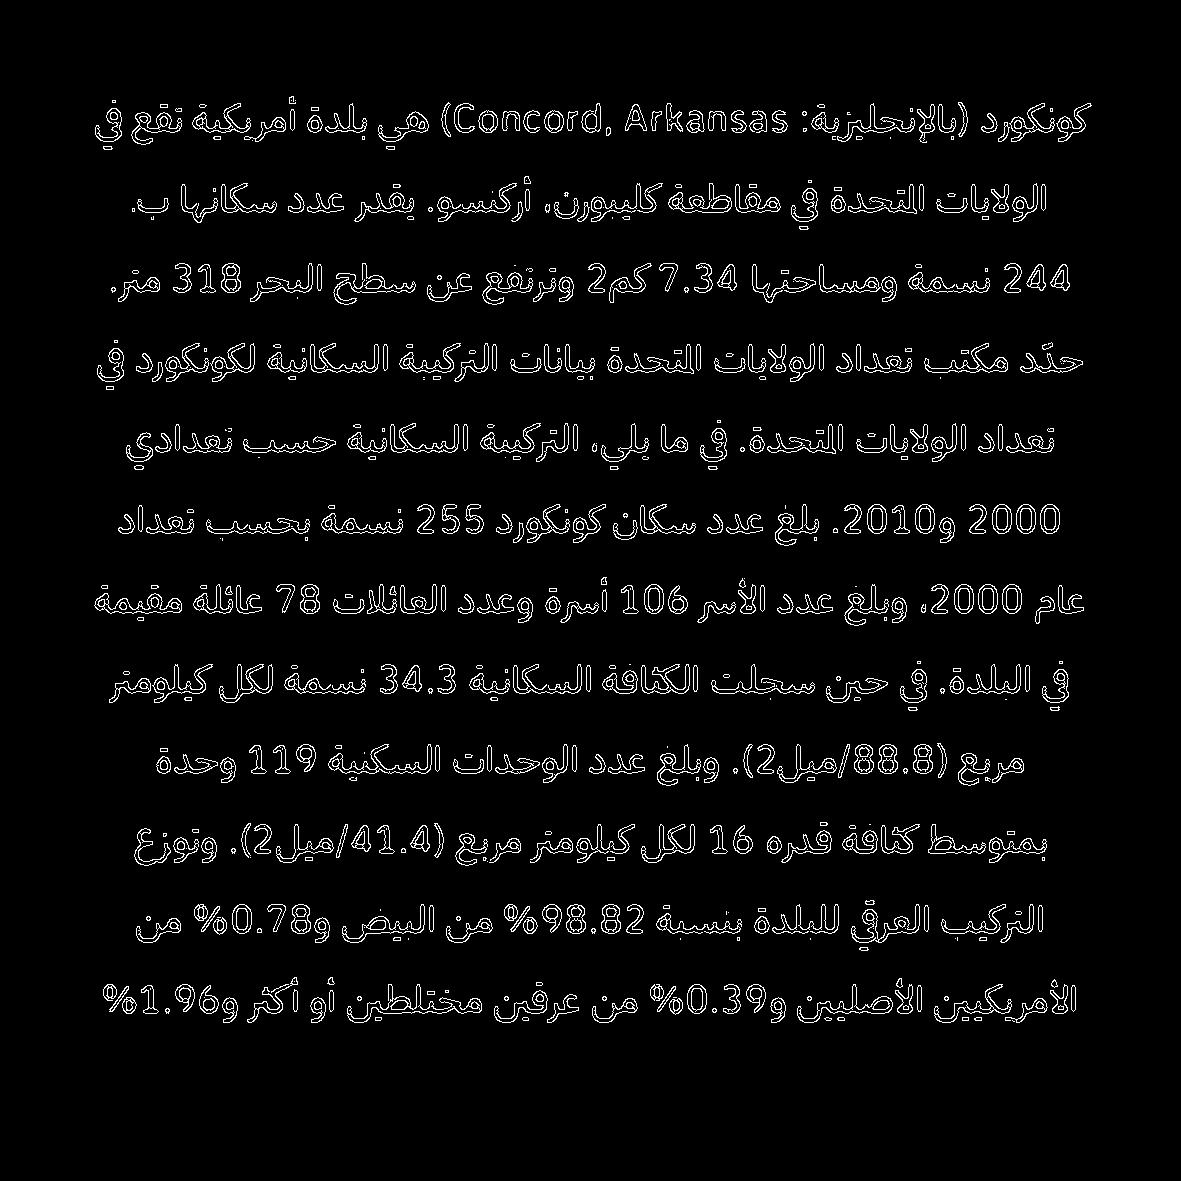 كونكورد (بالإنجليزية: Concord, Arkansas) هي بلدة أمريكية تقع في
الولايات المتحدة في مقاطعة كليبورن، أركنسو. يقدر عدد سكانها ب.
244 نسمة ومساحتها 7.34 كم2 وترتفع عن سطح البحر 318 متر.
حدّد مكتب تعداد الولايات المتحدة بيانات التركيبة السكانية لكونكورد في
تعداد الولايات المتحدة. في ما يلي، التركيبة السكانية حسب تعدادي
2000 و2010. بلغ عدد سكان كونكورد 255 نسمة بحسب تعداد
عام 2000، وبلغ عدد الأسر 106 أسرة وعدد العائلات 78 عائلة مقيمة
في البلدة. في حين سجلت الكثافة السكانية 34.3 نسمة لكل كيلومتر
مربع (88.8/ميل2). وبلغ عدد الوحدات السكنية 119 وحدة
بمتوسط كثافة قدره 16 لكل كيلومتر مربع (41.4/ميل2). وتوزع
التركيب العرقي للبلدة بنسبة 98.82% من البيض و0.78% من
الأمريكيين الأصليين و0.39% من عرقين مختلطين أو أكثر و1.96%